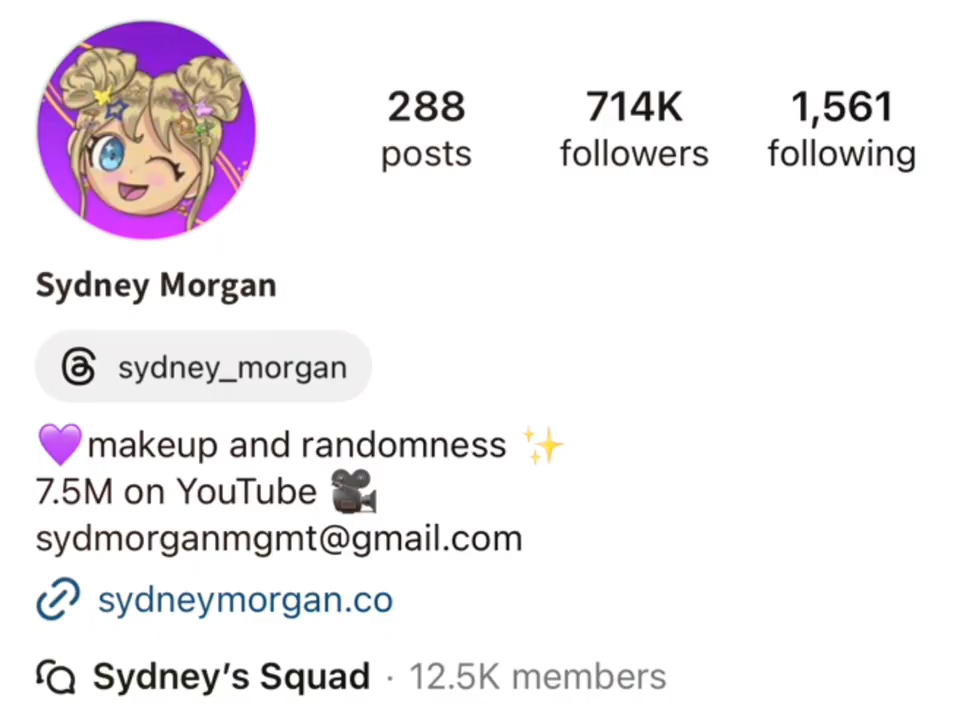 288 714K 1,561
posts followers following
Sydney Morgan
sydney_morgan
💜makeup and randomness ✨
7.5M on YouTube 🎥
sydmorganmgmt@gmail.com
sydneymorgan.co
Sydney’s Squad · 12.5K members